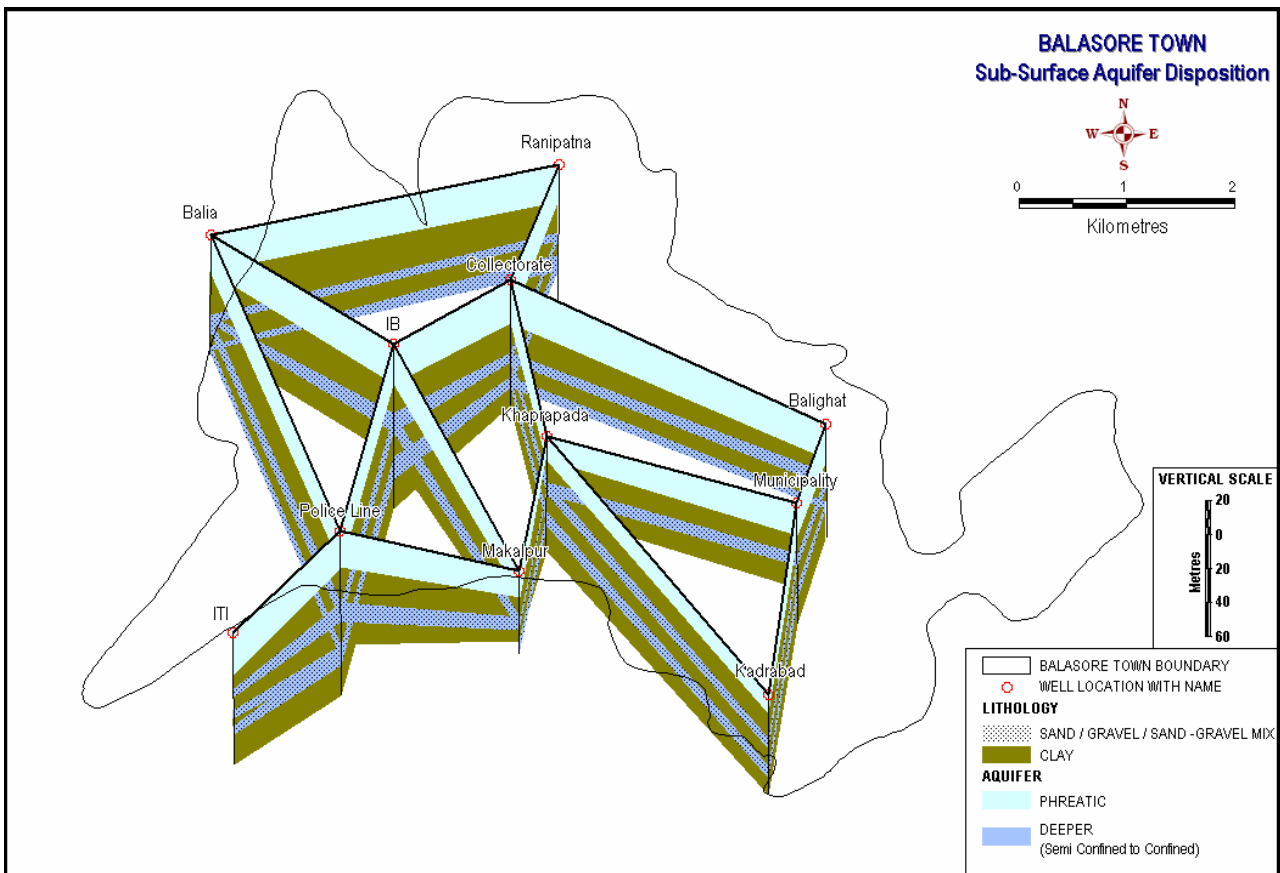 BALASORE TOWN
Sub-Surface Aquifer Disposition
N
W E
S
0 1 2
Kilometres
Ranipatna
Balia
Collectorate
IB
Balighat
Khaprapada
Municipality
Police Line
Makalpur
ITI
Kadrabad
VERTICAL SCALE
20
0
20
40
60
Metres
BALASORE TOWN BOUNDARY
WELL LOCATION WITH NAME
LITHOLOGY
SAND / GRAVEL / SAND -GRAVEL MIX
CLAY
AQUIFER
PHREATIC
DEEPER
(Semi Confined to Confined)